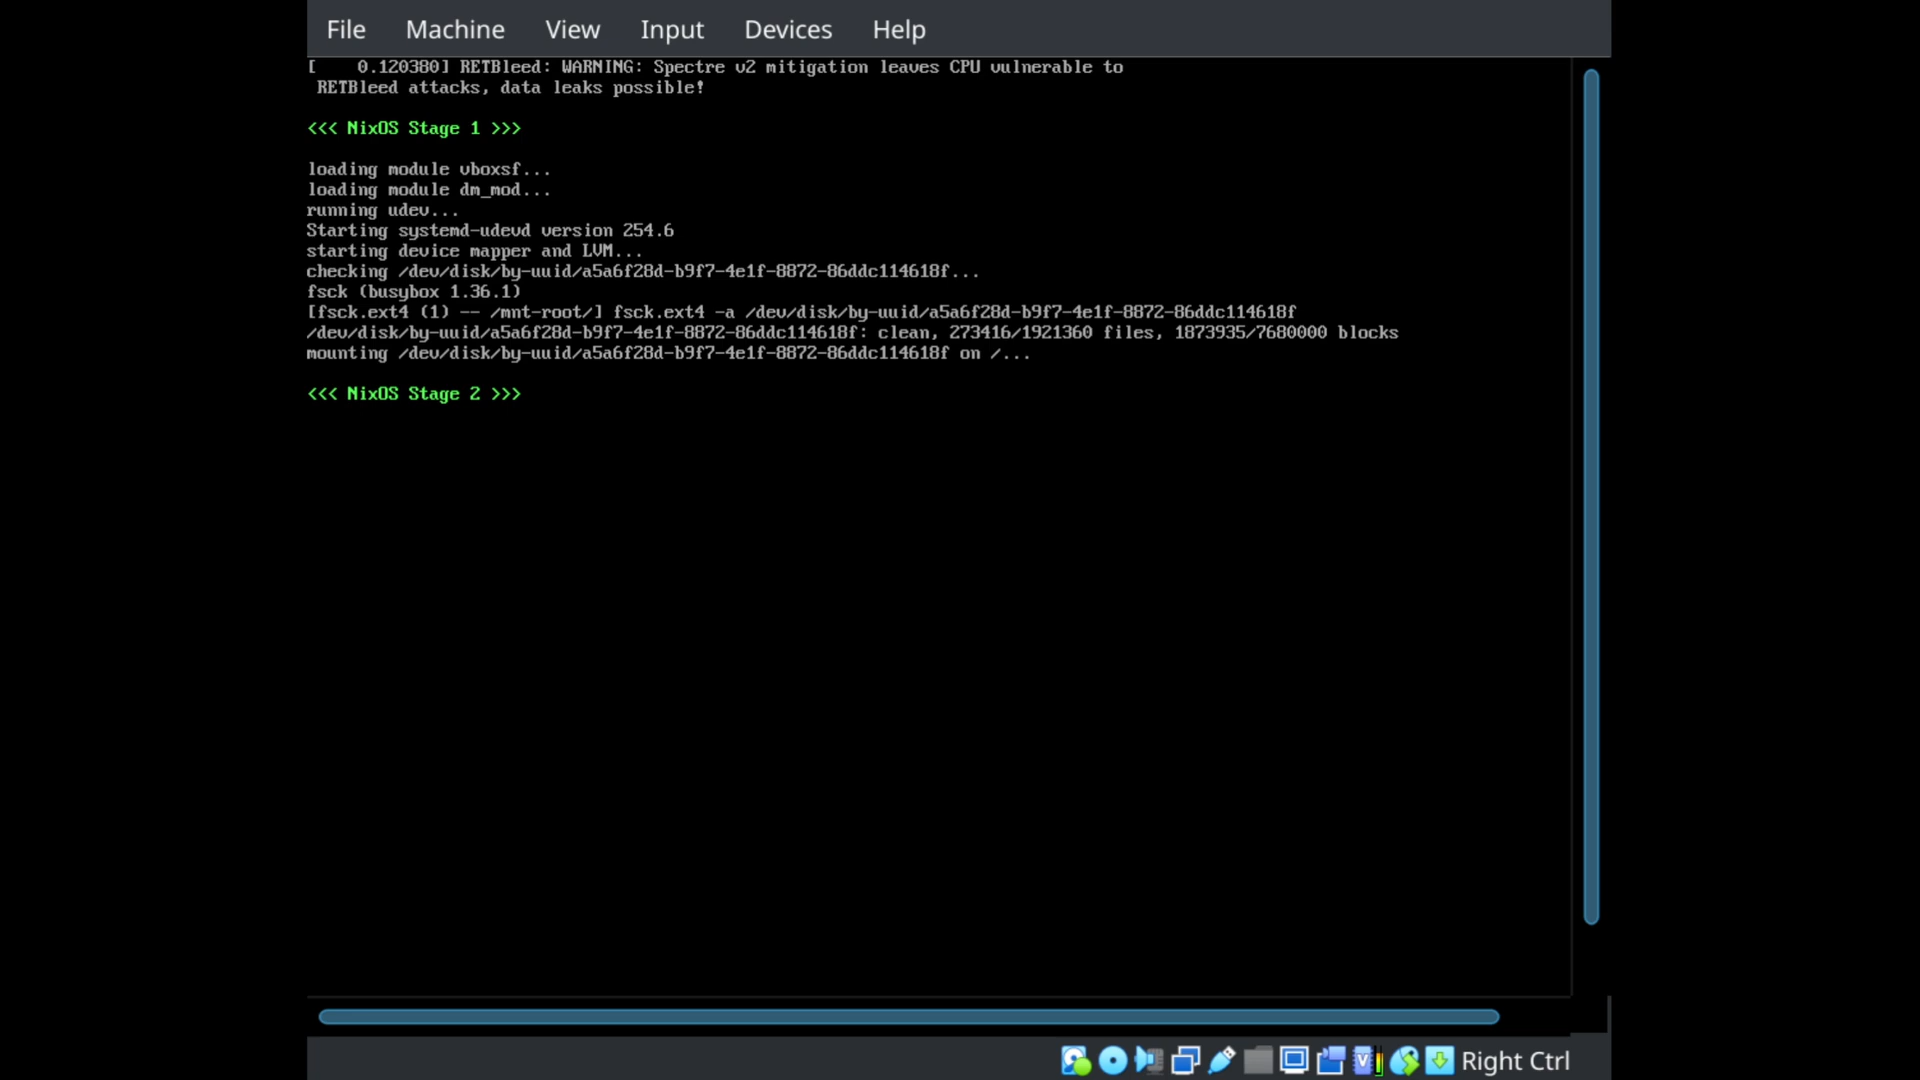 File Machine View Input Devices Help
[    0.120380] RETBleed: WARNING: Spectre v2 mitigation leaves CPU vulnerable to
RETBleed attacks, data leaks possible!
<<< NixOS Stage 1 >>>
loading module vboxsf...
loading module dm_mod...
running udev...
Starting systemd-udevd version 254.6
starting device mapper and LVM...
checking /dev/disk/by-uuid/a5a6f28d-b9f7-4e1f-8872-86ddc114618f...
fsck (busybox 1.36.1)
[fsck.ext4 (1) -- /mnt-root/] fsck.ext4 -a /dev/disk/by-uuid/a5a6f28d-b9f7-4e1f-8872-86ddc114618f
/dev/disk/by-uuid/a5a6f28d-b9f7-4e1f-8872-86ddc114618f: clean, 273416/1921360 files, 1873935/7680000 blocks
mounting /dev/disk/by-uuid/a5a6f28d-b9f7-4e1f-8872-86ddc114618f on /...
<<< NixOS Stage 2 >>>
Right Ctrl